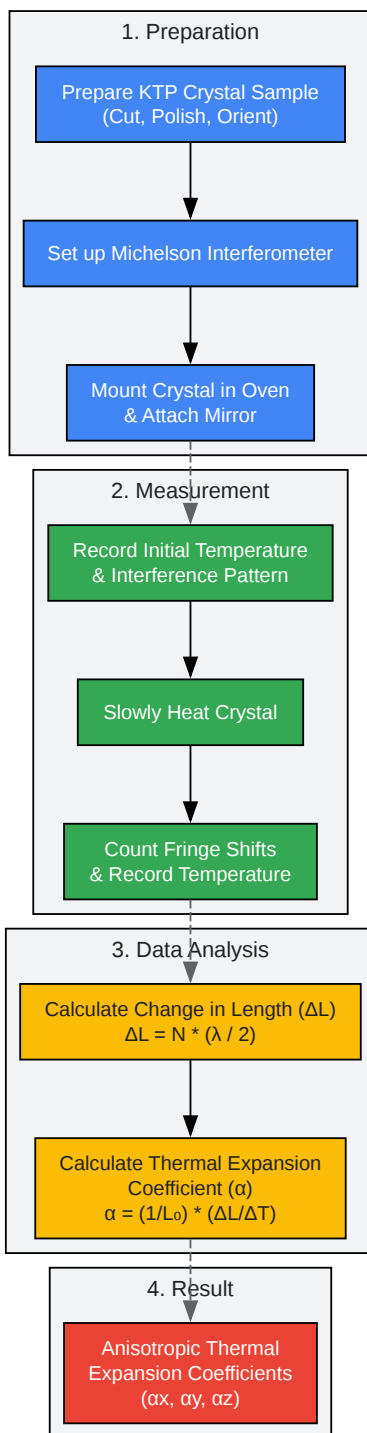 1. Preparation
Prepare KTP Crystal Sample
(Cut, Polish, Orient)
Set up Michelson Interferometer
Mount Crystal in Oven
& Attach Mirror
2. Measurement
Record Initial Temperature
& Interference Pattern
Slowly Heat Crystal
Count Fringe Shifts
& Record Temperature
3. Data Analysis
Calculate Change in Length (ΔL)
ΔL = N * (λ / 2)
Calculate Thermal Expansion
Coefficient (α)
α = (1/L₀) * (ΔL/ΔT)
4. Result
Anisotropic Thermal
Expansion Coefficients
(αx, αy, αz)